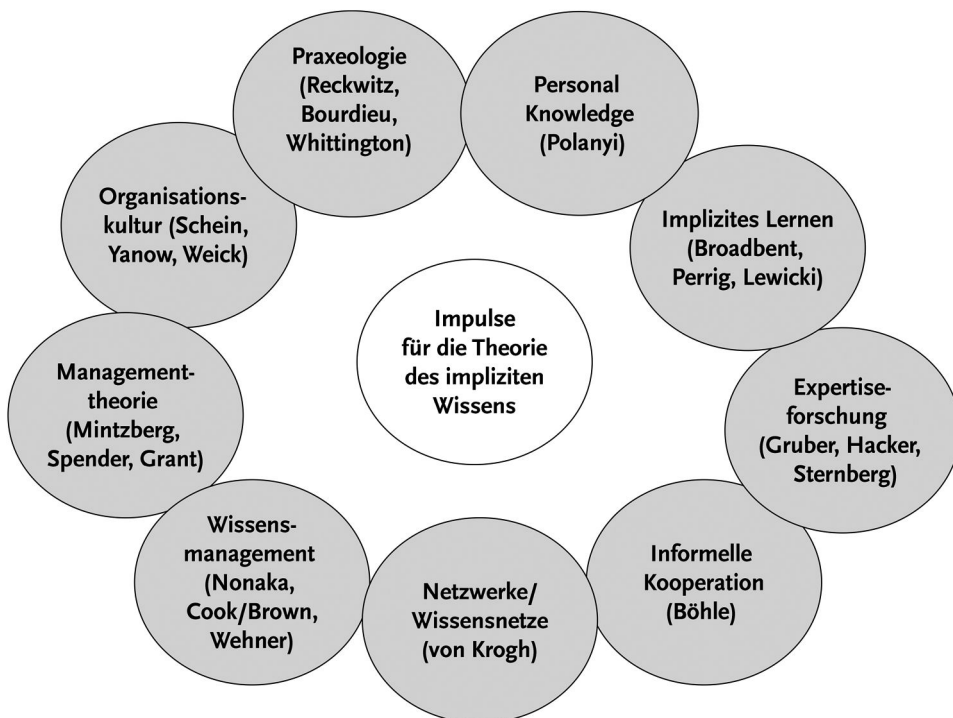 Praxeologie
(Reckwitz,
Bourdieu,
Whittington)
Personal
Knowledge
(Polanyi)
Implizites Lernen
(Broadbent,
Perrig, Lewicki)
Expertise-
forschung
(Gruber, Hacker,
Sternberg)
Informelle
Kooperation
(Böhle)
Netzwerke/
Wissensnetze
(von Krogh)
Wissens-
management
(Nonaka,
Cook/Brown,
Wehner)
Management-
theorie
(Mintzberg,
Spender, Grant)
Organisations-
kultur (Schein,
Yanow, Weick)
Impulse
für die Theorie
des impliziten
Wissens